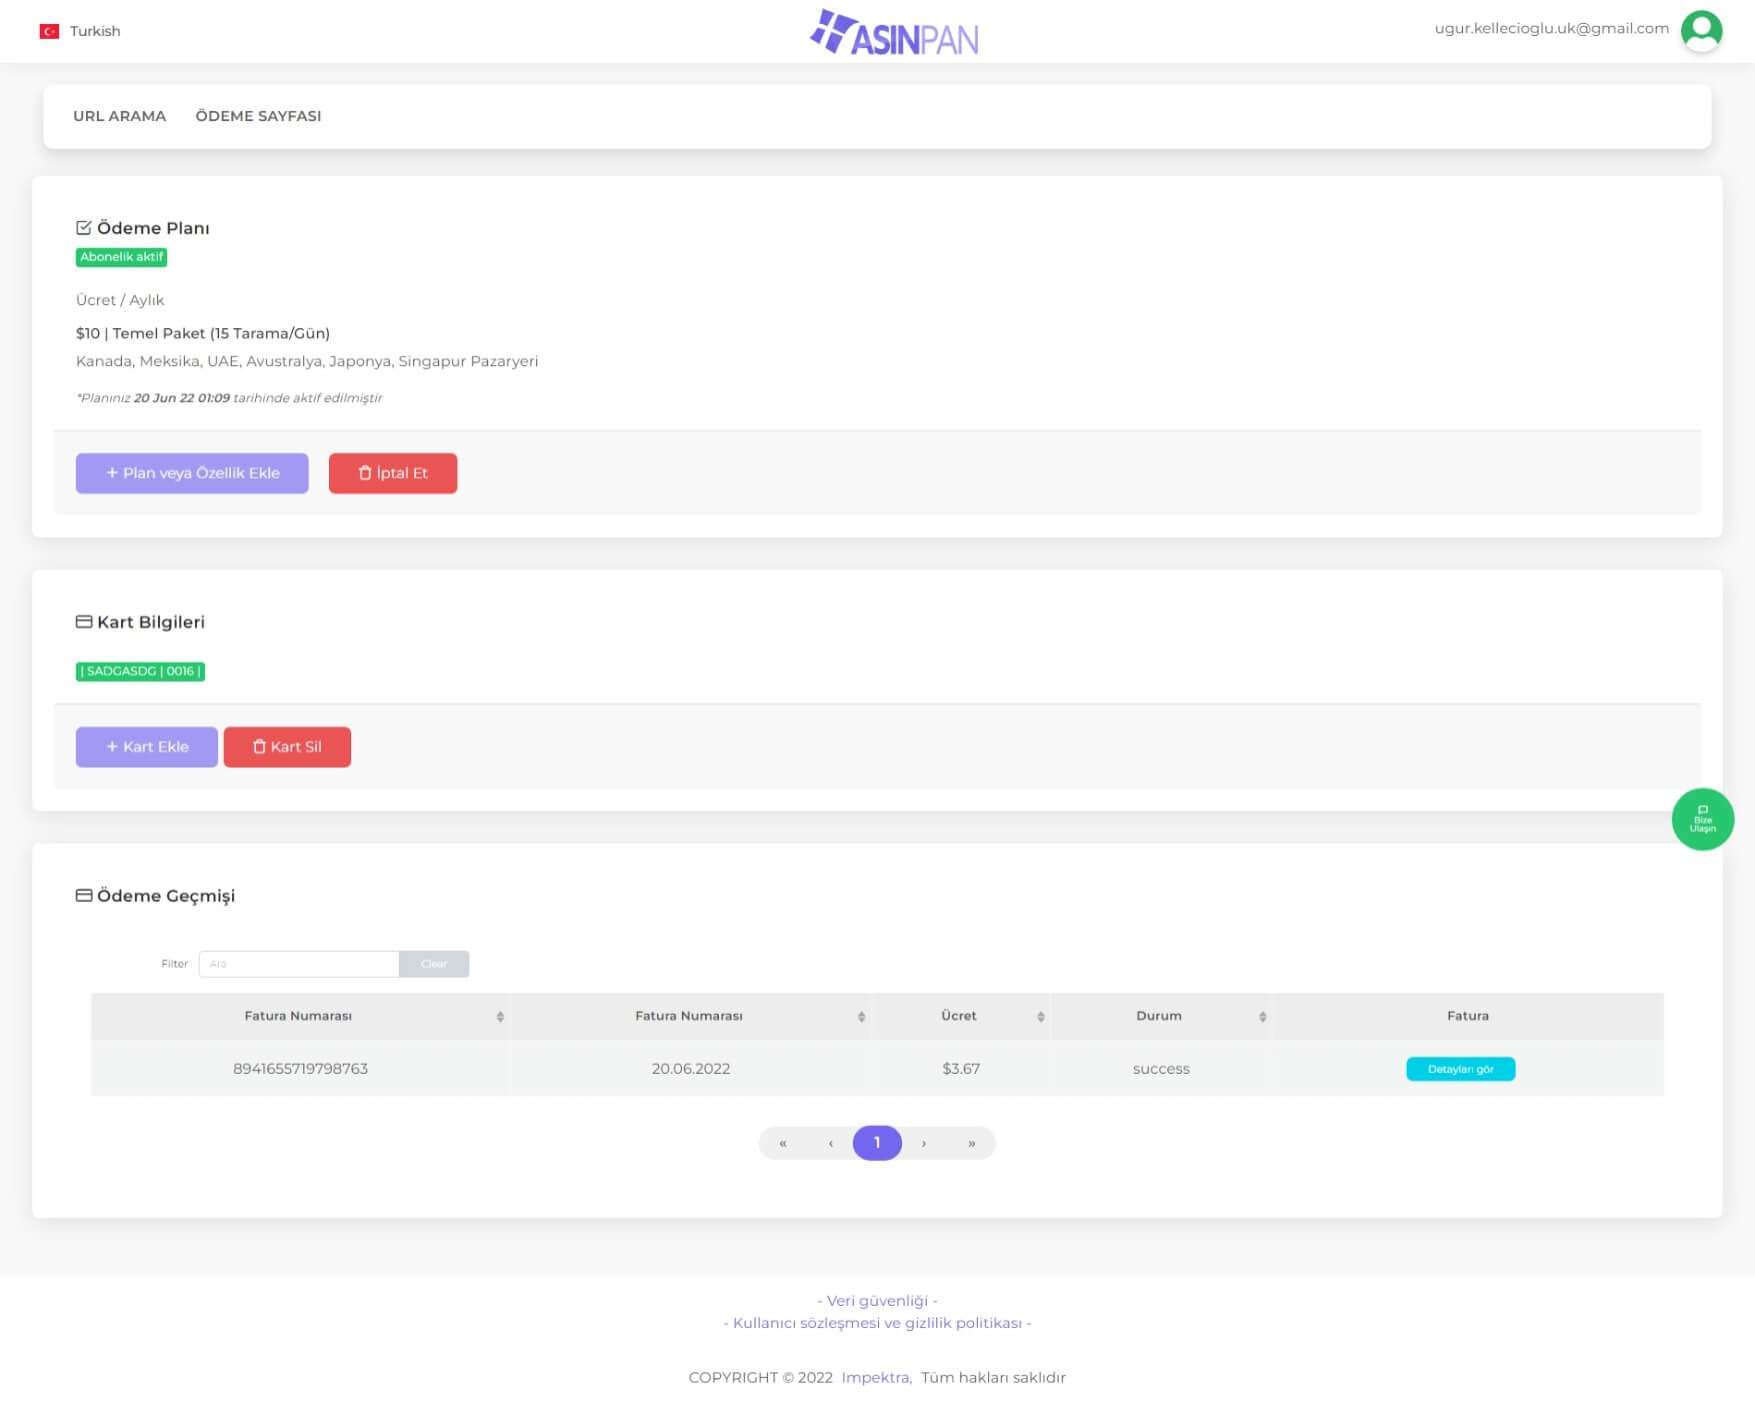 Turkish
ASINPAN
ugur.kellecioglu.uk@gmail.com
URL ARAMA ÖDEME SAYFASI
Ödeme Planı
Abonelik aktif
Ücret / Aylık
$10 | Temel Paket (15 Tarama/Gün)
Kanada, Meksika, UAE, Avustralya, Japonya, Singapur Pazaryeri
*Planınız 20 Jun 22 01:09 tarihinde aktif edilmiştir
+ Plan veya Özellik Ekle İptal Et
Kart Bilgileri
| SADGASDG | 0016 |
+ Kart Ekle Kart Sil
Bize
Ulaşın
Ödeme Geçmişi
Filter Ara Clear
Fatura Numarası Fatura Numarası Ücret Durum Fatura
8941655719798763 20.06.2022 $3.67 success Detayları gör
« ‹ 1 › »
- Veri güvenliği -
- Kullanıcı sözleşmesi ve gizlilik politikası -
COPYRIGHT © 2022 Impektra, Tüm hakları saklıdır